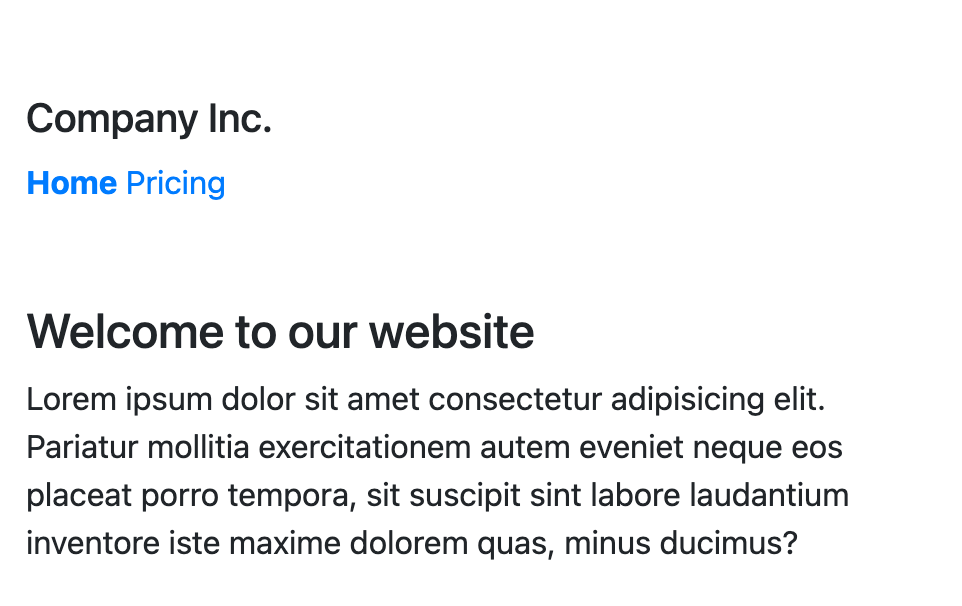 Company Inc.
Home Pricing
Welcome to our website
Lorem ipsum dolor sit amet consectetur adipisicing elit.
Pariatur mollitia exercitationem autem eveniet neque eos
placeat porro tempora, sit suscipit sint labore laudantium
inventore iste maxime dolorem quas, minus ducimus?